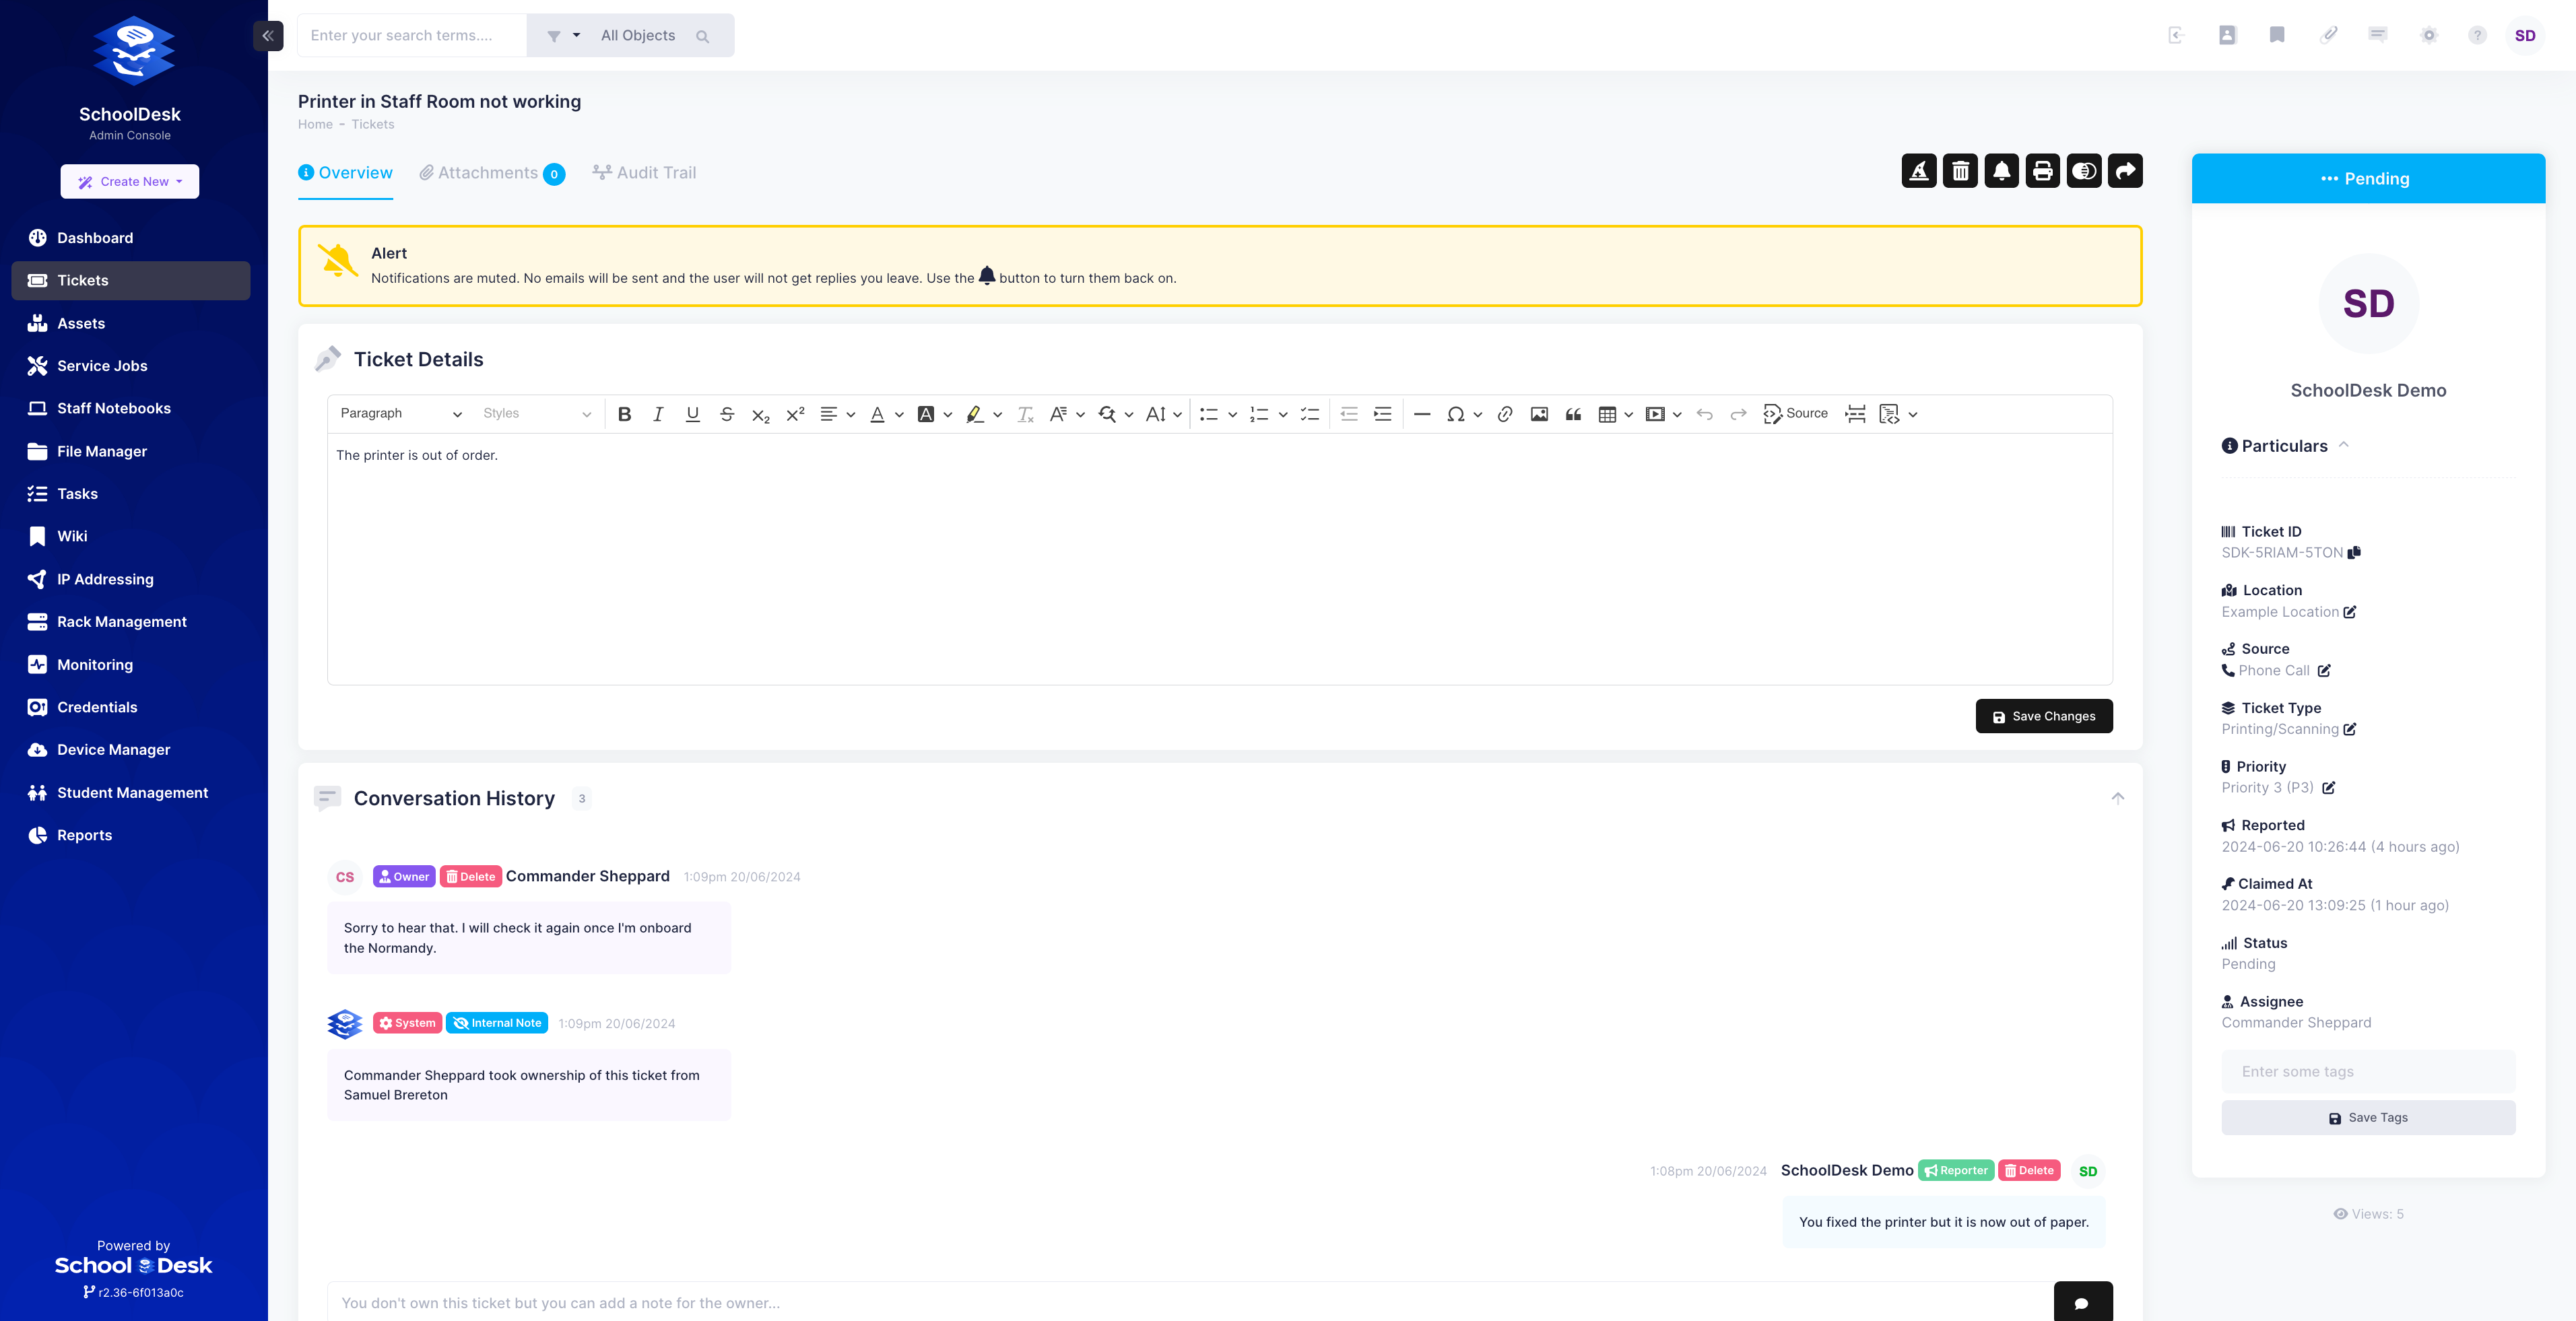 Enter your search terms....
All Objects
SD
SchoolDesk
Admin Console
Create New
Dashboard
Tickets
Assets
Service Jobs
Staff Notebooks
File Manager
Tasks
Wiki
IP Addressing
Rack Management
Monitoring
Credentials
Device Manager
Student Management
Reports
Powered by
School Desk
r2.36-6f013a0c
Printer in Staff Room not working
Home - Tickets
Overview
Attachments 0
Audit Trail
Alert
Notifications are muted. No emails will be sent and the user will not get replies you leave. Use the button to turn them back on.
Ticket Details
Paragraph
Styles
Source
The printer is out of order.
Save Changes
Conversation History 3
CS Owner Delete Commander Sheppard 1:09pm 20/06/2024
Sorry to hear that. I will check it again once I'm onboard
the Normandy.
System Internal Note 1:09pm 20/06/2024
Commander Sheppard took ownership of this ticket from
Samuel Brereton
1:08pm 20/06/2024 SchoolDesk Demo Reporter Delete SD
You fixed the printer but it is now out of paper.
You don't own this ticket but you can add a note for the owner...
Pending
SD
SchoolDesk Demo
Particulars
Ticket ID
SDK-5RIAM-5TON
Location
Example Location
Source
Phone Call
Ticket Type
Printing/Scanning
Priority
Priority 3 (P3)
Reported
2024-06-20 10:26:44 (4 hours ago)
Claimed At
2024-06-20 13:09:25 (1 hour ago)
Status
Pending
Assignee
Commander Sheppard
Enter some tags
Save Tags
Views: 5